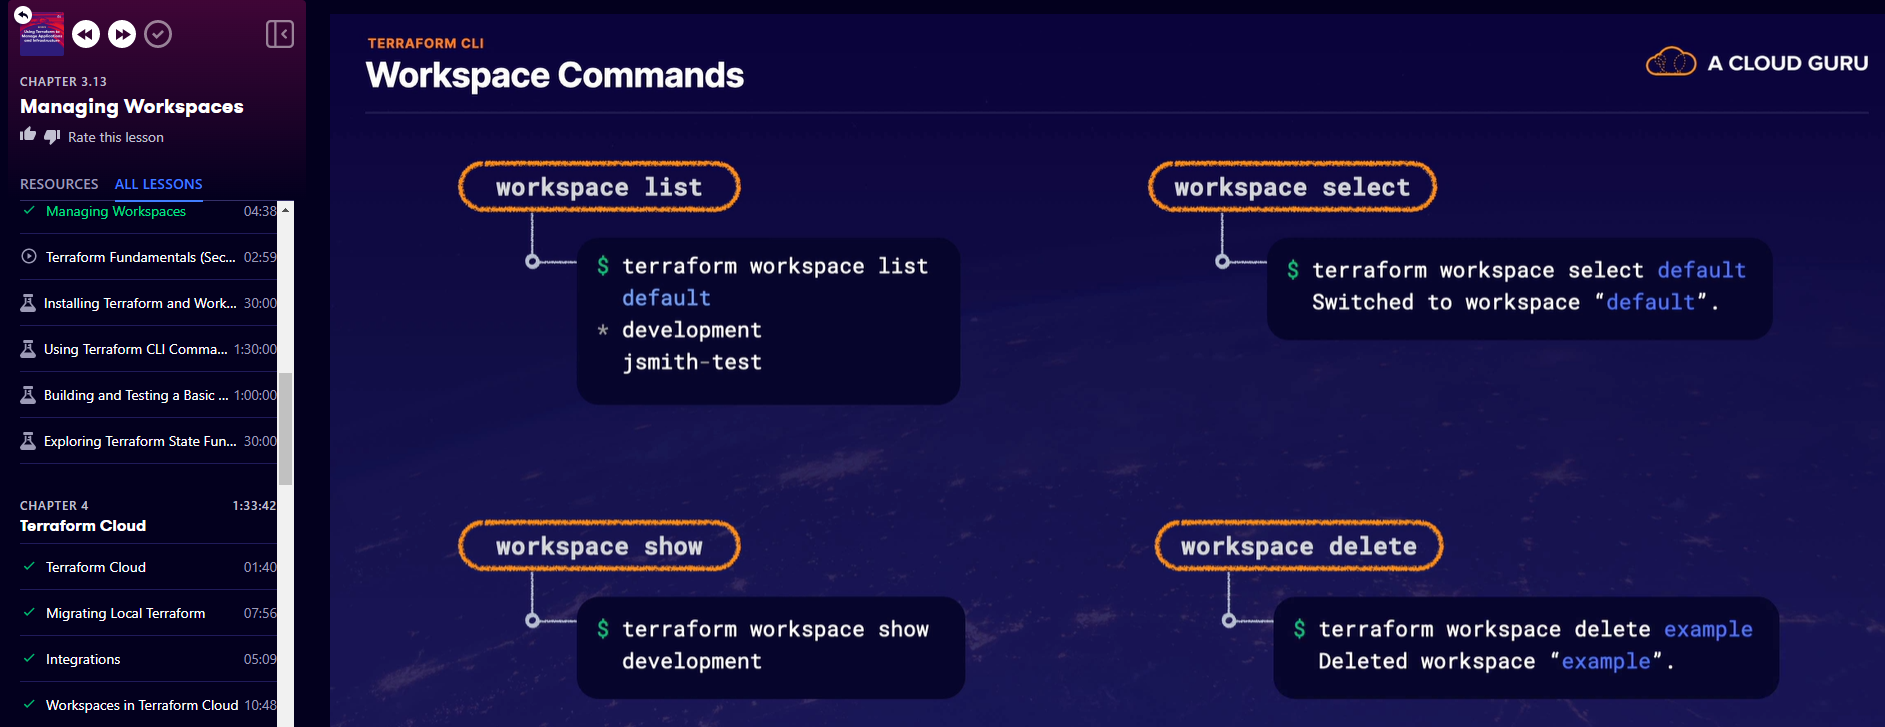 CHAPTER 3.13
Managing Workspaces
Rate this lesson
RESOURCES ALL LESSONS
Managing Workspaces 04:38
Terraform Fundamentals (Sec... 02:59
Installing Terraform and Work... 30:00
Using Terraform CLI Comma... 1:30:00
Building and Testing a Basic ... 1:00:00
Exploring Terraform State Fun... 30:00
CHAPTER 4 1:33:42
Terraform Cloud
Terraform Cloud 01:40
Migrating Local Terraform 07:56
Integrations 05:09
Workspaces in Terraform Cloud 10:48
TERRAFORM CLI
Workspace Commands
A CLOUD GURU
workspace list
$ terraform workspace list
default
* development
jsmith-test
workspace select
$ terraform workspace select default
Switched to workspace “default”.
workspace show
$ terraform workspace show
development
workspace delete
$ terraform workspace delete example
Deleted workspace “example”.